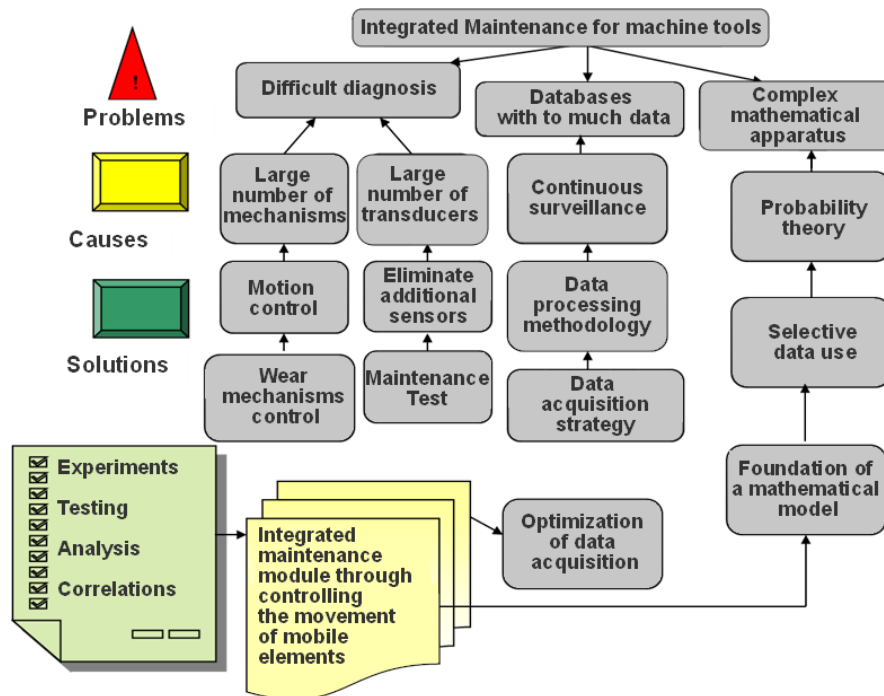 Integrated Maintenance for machine tools
!
Problems
Difficult diagnosis
Databases
with to much data
Complex
mathematical
apparatus
Causes
Large
number of
mechanisms
Large
number of
transducers
Continuous
surveillance
Probability
theory
Solutions
Motion
control
Eliminate
additional
sensors
Data
processing
methodology
Selective
data use
Wear
mechanisms
control
Maintenance
Test
Data
acquisition
strategy
Foundation of
a mathematical
model
Experiments
Testing
Analysis
Correlations
Integrated
maintenance
module through
controlling
the movement
of mobile
elements
Optimization
of data
acquisition